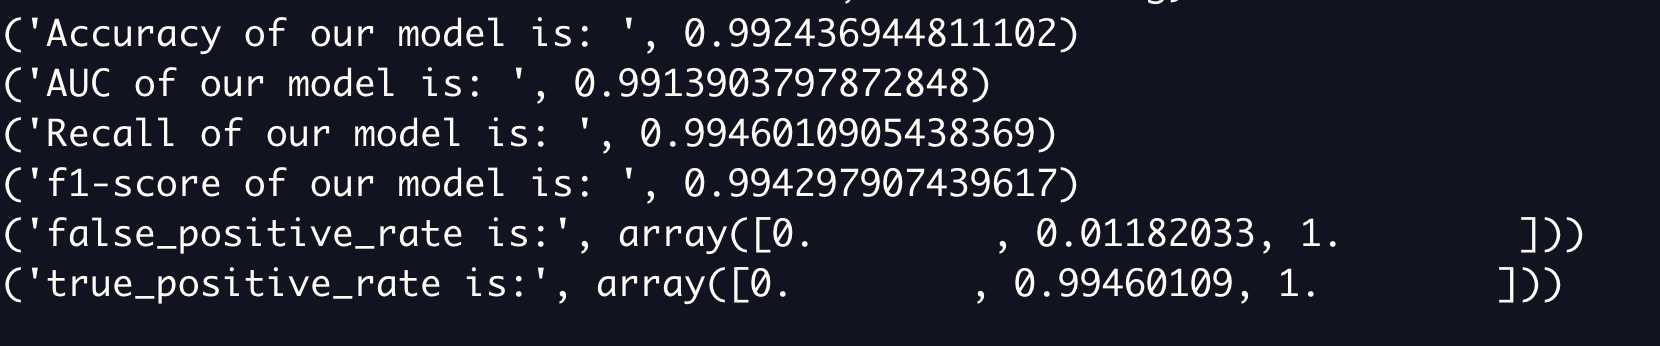 ('Accuracy of our model is: ', 0.992436944811102)
('AUC of our model is: ', 0.9913903797872848)
('Recall of our model is: ', 0.9946010905438369)
('f1-score of our model is: ', 0.994297907439617)
('false_positive_rate is:', array([0.        , 0.01182033, 1.        ]))
('true_positive_rate is:', array([0.        , 0.99460109, 1.        ]))